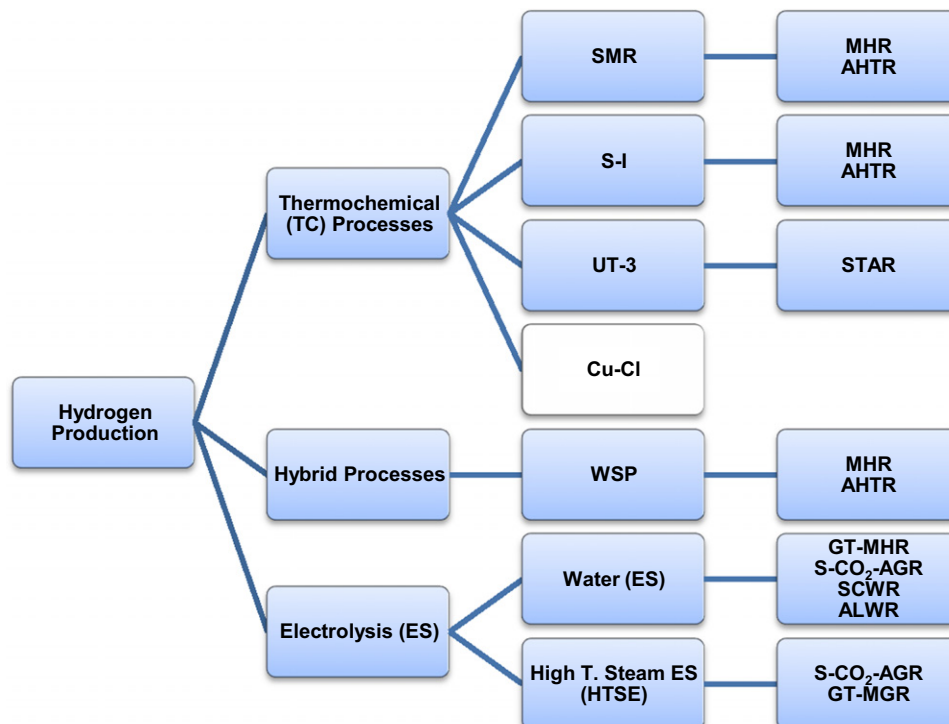 SMR
MHR
AHTR
S-I
MHR
AHTR
Thermochemical
(TC) Processes
UT-3
STAR
Cu-Cl
Hydrogen
Production
Hybrid Processes
WSP
MHR
AHTR
Water (ES)
GT-MHR
S-CO₂-AGR
SCWR
ALWR
Electrolysis (ES)
High T. Steam ES
(HTSE)
S-CO₂-AGR
GT-MGR